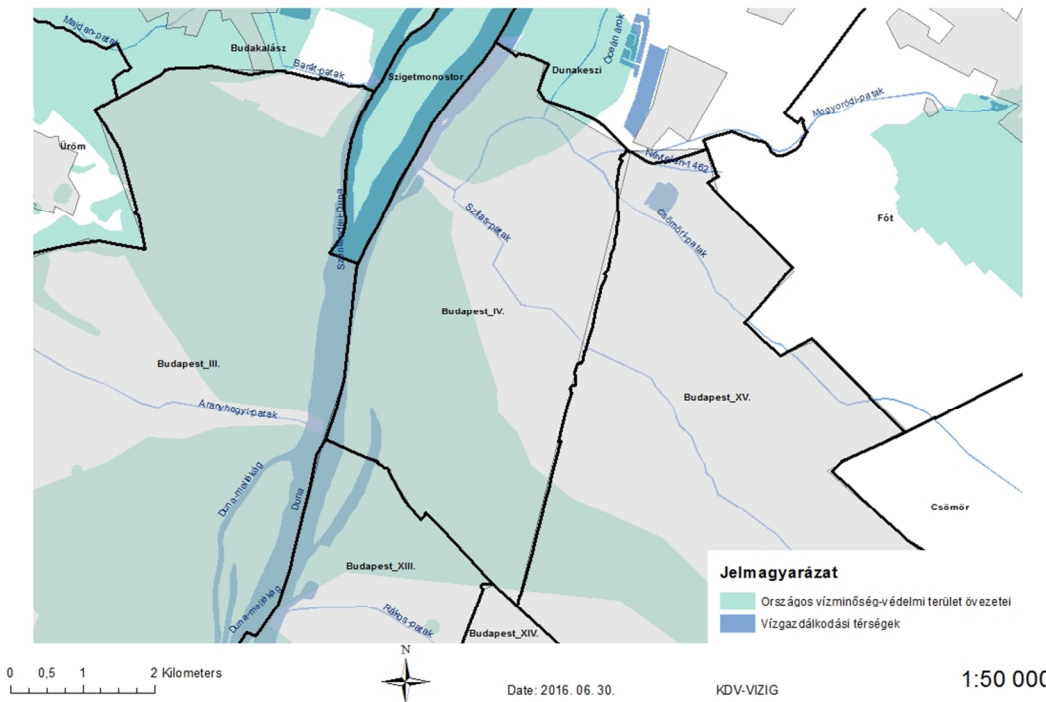 Majdan-patak
Budakalász
Barát-patak
Szigetmonostor
Dunakeszi
Óceán árok
Mogyoródi-patak
Üröm
Névtelen-1462
Fót
Szentendrei-Duna
Szilas-patak
Csömöri-patak
Budapest_IV.
Budapest_III.
Budapest_XV.
Aranyhegyi-patak
Duna-mellékág
Duna
Csömör
Budapest_XIII.
Duna-mellékág
Rákos-patak
Budapest_XIV.
Jelmagyarázat
Országos vízminőség-védelmi terület övezetei
Vízgazdálkodási térségek
0 0,5 1 2 Kilometers
N
Date: 2016. 06. 30.
KDV-VIZIG
1:50 000